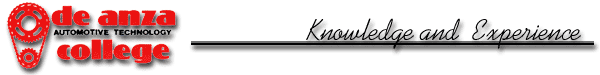 de anza
AUTOMOTIVE TECHNOLOGY
college
Knowledge and Experience